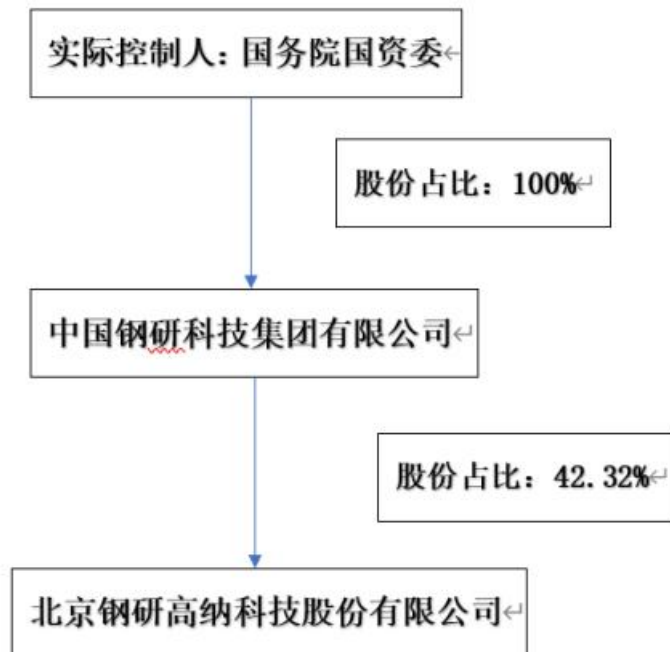 实际控制人：国务院国资委
股份占比：100%
中国钢研科技集团有限公司
股份占比：42.32%
北京钢研高纳科技股份有限公司